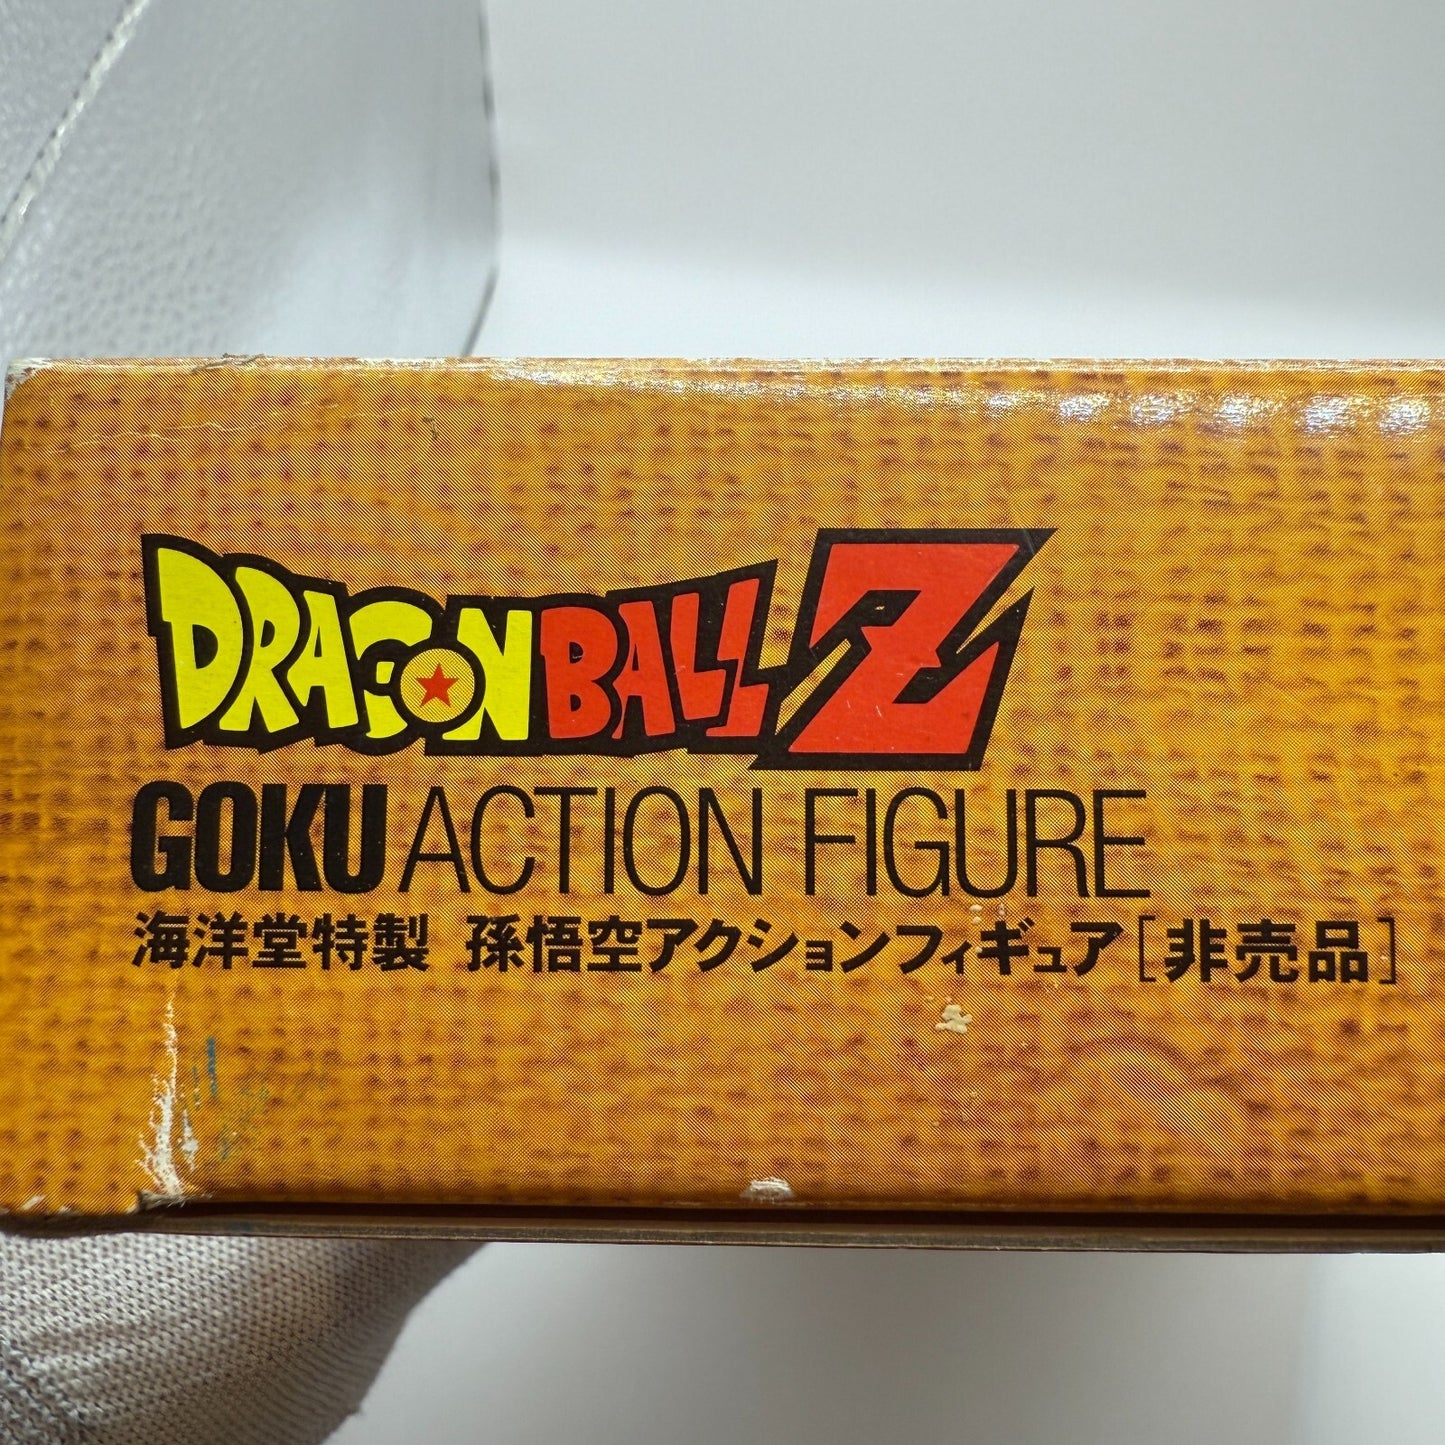 DRAGONBALL Z
GOKU ACTION FIGURE
海洋堂特製 孫悟空アクションフィギュア[非売品]